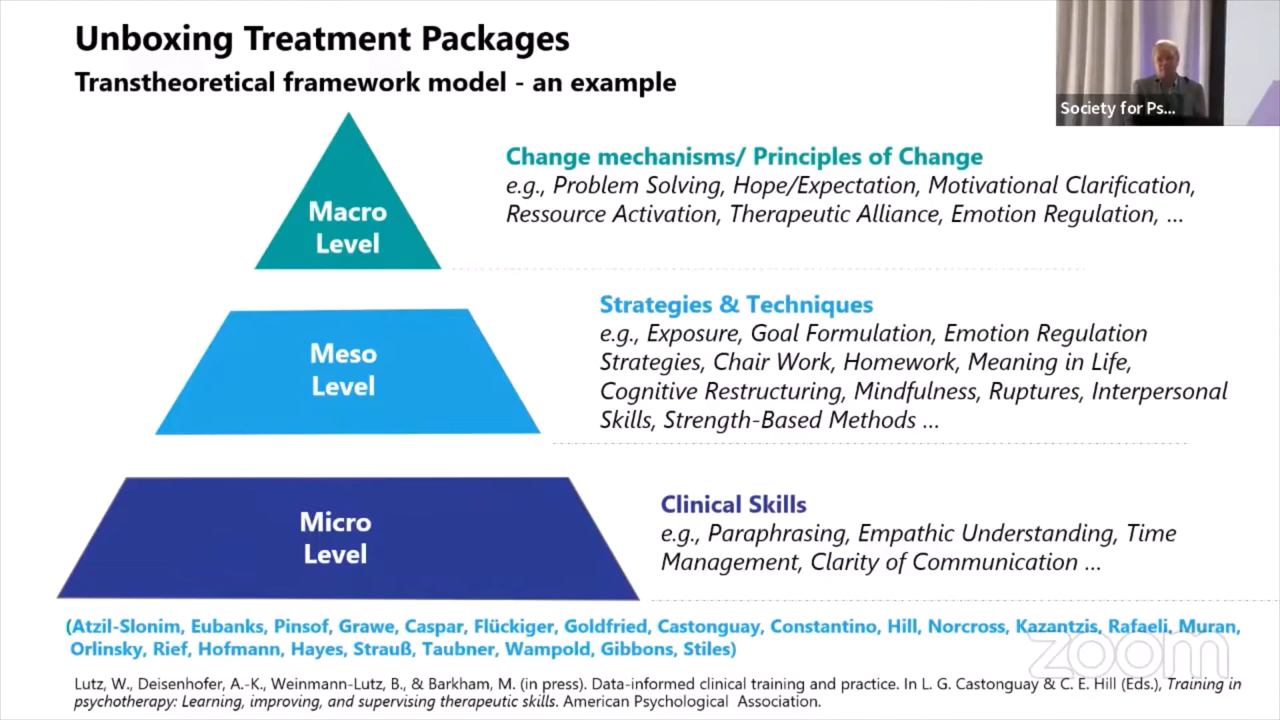 Unboxing Treatment Packages
Transtheoretical framework model - an example
Society for Ps...
Macro
Level
Change mechanisms/ Principles of Change
e.g., Problem Solving, Hope/Expectation, Motivational Clarification,
Ressource Activation, Therapeutic Alliance, Emotion Regulation, ...
Meso
Level
Strategies & Techniques
e.g., Exposure, Goal Formulation, Emotion Regulation
Strategies, Chair Work, Homework, Meaning in Life,
Cognitive Restructuring, Mindfulness, Ruptures, Interpersonal
Skills, Strength-Based Methods ...
Micro
Level
Clinical Skills
e.g., Paraphrasing, Empathic Understanding, Time
Management, Clarity of Communication ...
(Atzil-Slonim, Eubanks, Pinsof, Grawe, Caspar, Flückiger, Goldfried, Castonguay, Constantino, Hill, Norcross, Kazantzis, Rafaeli, Muran,
Orlinsky, Rief, Hofmann, Hayes, Strauß, Taubner, Wampold, Gibbons, Stiles)
zoom
Lutz, W., Deisenhofer, A.-K., Weinmann-Lutz, B., & Barkham, M. (in press). Data-informed clinical training and practice. In L. G. Castonguay & C. E. Hill (Eds.), Training in
psychotherapy: Learning, improving, and supervising therapeutic skills. American Psychological Association.